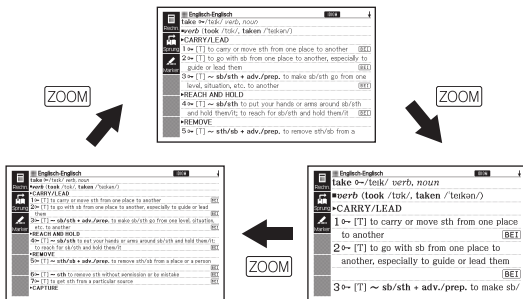 Englisch-Englisch
Rechn.
Sprung
Marker
take /teik/ verb, noun
verb (took /tʊk/, taken /ˈteikən/)
CARRY/LEAD
1 [T] to carry or move sth from one place to another BEI
2 [T] to go with sb from one place to another, especially to
guide or lead them BEI
3 [T] ~ sb/sth + adv./prep. to make sb/sth go from one
level, situation, etc. to another BEI
REACH AND HOLD
4 [T] ~ sb/sth to put your hands or arms around sb/sth
and hold them/it; to reach for sb/sth and hold them/it BEI
REMOVE
5 [T] ~ sth/sb + adv./prep. to remove sth/sb from a
ZOOM
ZOOM
Englisch-Englisch
Rechn.
Sprung
Marker
take /teik/ verb, noun
verb (took /tʊk/, taken /ˈteikən/)
CARRY/LEAD
1 [T] to carry or move sth from one place to another BEI
2 [T] to go with sb from one place to another, especially to guide or lead
them BEI
3 [T] ~ sb/sth + adv./prep. to make sb/sth go from one level, situation,
etc. to another BEI
REACH AND HOLD
4 [T] ~ sb/sth to put your hands or arms around sb/sth and hold them/it;
to reach for sb/sth and hold them/it BEI
REMOVE
5 [T] ~ sth/sb + adv./prep. to remove sth/sb from a place or a person
BEI
6 [T] ~ sth to remove sth without permission or by mistake BEI
7 [T] to get sth from a particular source BEI
CAPTURE
ZOOM
Englisch-Englisch
Rechn.
Sprung
Marker
take /teik/ verb, noun
verb (took /tʊk/, taken /ˈteikən/)
CARRY/LEAD
1 [T] to carry or move sth from one place
to another BEI
2 [T] to go with sb from one place to
another, especially to guide or lead them BEI
3 [T] ~ sb/sth + adv./prep. to make sb/